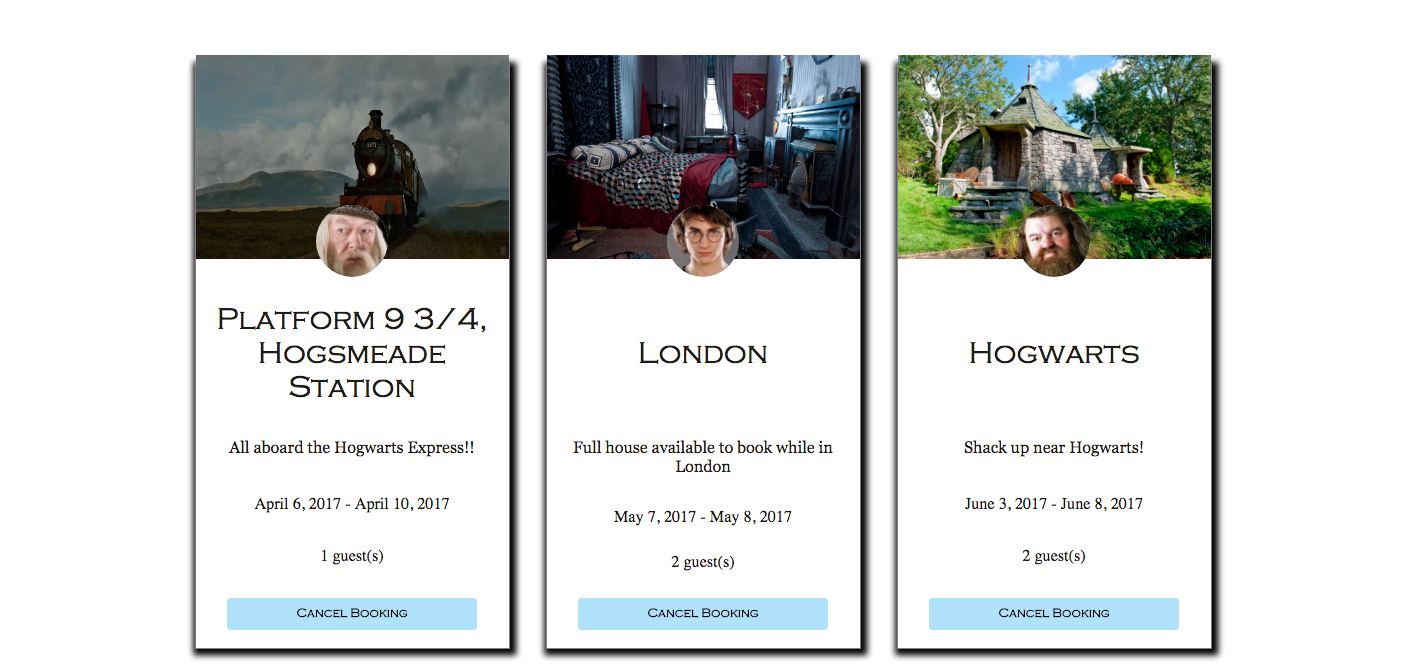 Platform 9 3/4,
Hogsmeade
Station
All aboard the Hogwarts Express!!
April 6, 2017 - April 10, 2017
1 guest(s)
Cancel Booking
London
Full house available to book while in
London
May 7, 2017 - May 8, 2017
2 guest(s)
Cancel Booking
Hogwarts
Shack up near Hogwarts!
June 3, 2017 - June 8, 2017
2 guest(s)
Cancel Booking